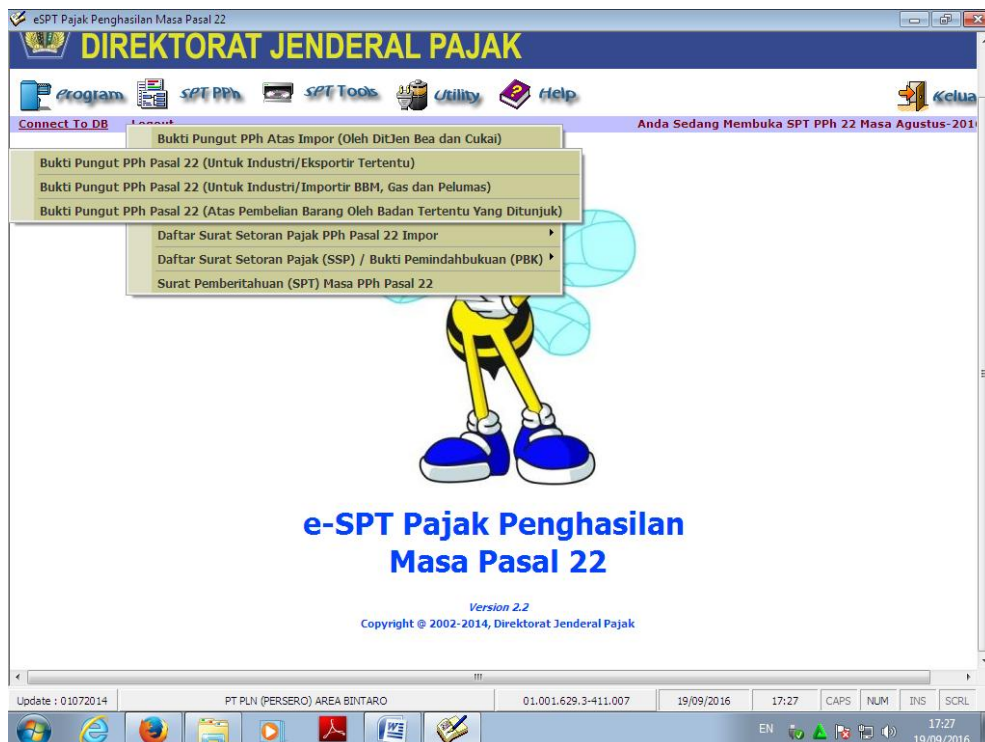 eSPT Pajak Penghasilan Masa Pasal 22
DIREKTORAT JENDERAL PAJAK
Program SPT PPh SPT Tools Utility Help Kelua
Connect To DB Logout Anda Sedang Membuka SPT PPh 22 Masa Agustus-201
Bukti Pungut PPh Atas Impor (Oleh DitJen Bea dan Cukai)
Bukti Pungut PPh Pasal 22 (Untuk Industri/Eksportir Tertentu)
Bukti Pungut PPh Pasal 22 (Untuk Industri/Importir BBM, Gas dan Pelumas)
Bukti Pungut PPh Pasal 22 (Atas Pembelian Barang Oleh Badan Tertentu Yang Ditunjuk)
Daftar Surat Setoran Pajak PPh Pasal 22 Impor
Daftar Surat Setoran Pajak (SSP) / Bukti Pemindahbukuan (PBK)
Surat Pemberitahuan (SPT) Masa PPh Pasal 22
e-SPT Pajak Penghasilan
Masa Pasal 22
Version 2.2
Copyright @ 2002-2014, Direktorat Jenderal Pajak
Update : 01072014 PT PLN (PERSERO) AREA BINTARO 01.001.629.3-411.007 19/09/2016 17:27 CAPS NUM INS SCRL
EN 17:27
19/09/2016